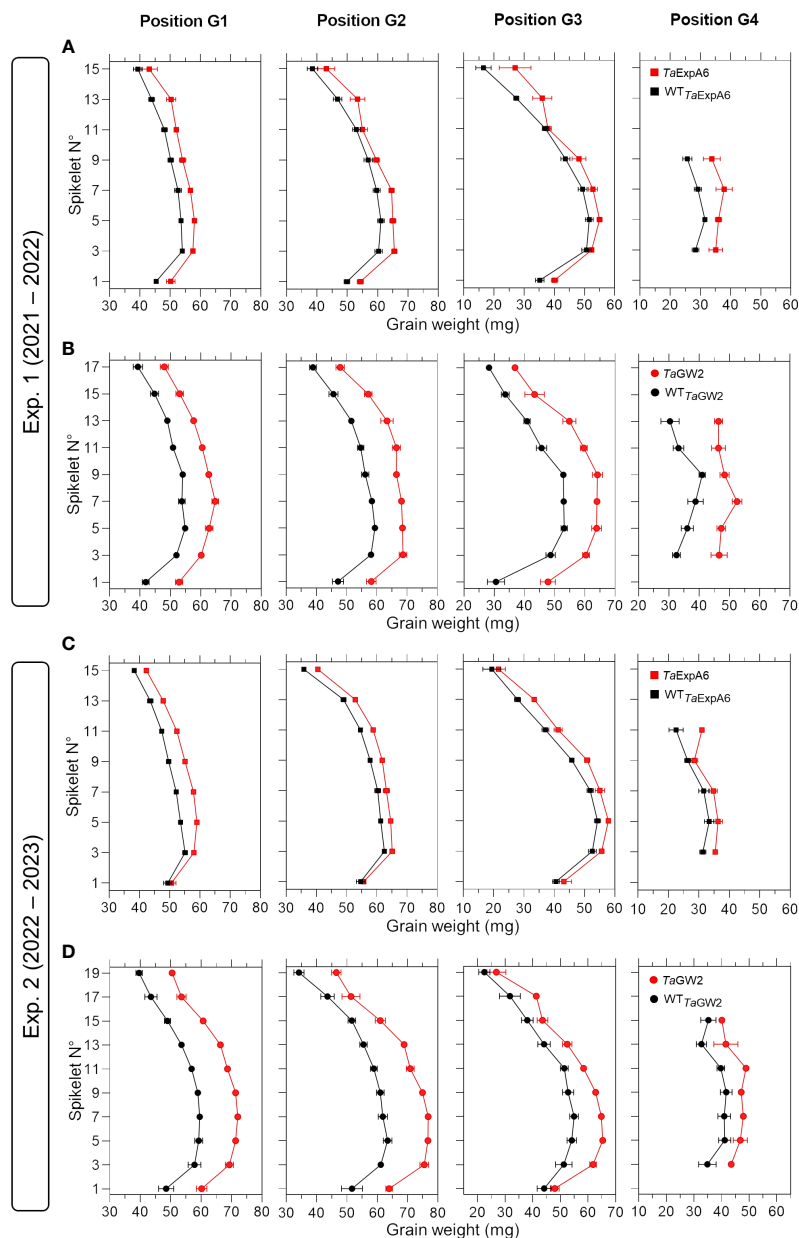 Position G1 Position G2 Position G3 Position G4
Exp. 1 (2021 – 2022)
A
Spikelet N°
15
13
11
9
7
5
3
1
TaExpA6
WT TaExpA6
30 40 50 60 70 80 30 40 50 60 70 80 10 20 30 40 50 60 10 20 30 40 50 60
Grain weight (mg)
B
Spikelet N°
17
15
13
11
9
7
5
3
1
TaGW2
WT TaGW2
30 40 50 60 70 80 30 40 50 60 70 80 20 30 40 50 60 70 20 30 40 50 60 70
Grain weight (mg)
Exp. 2 (2022 – 2023)
C
Spikelet N°
15
13
11
9
7
5
3
1
TaExpA6
WT TaExpA6
30 40 50 60 70 80 30 40 50 60 70 80 10 20 30 40 50 60 10 20 30 40 50 60
Grain weight (mg)
D
Spikelet N°
19
17
15
13
11
9
7
5
3
1
TaGW2
WT TaGW2
30 40 50 60 70 80 30 40 50 60 70 80 20 30 40 50 60 70 10 20 30 40 50 60
Grain weight (mg)